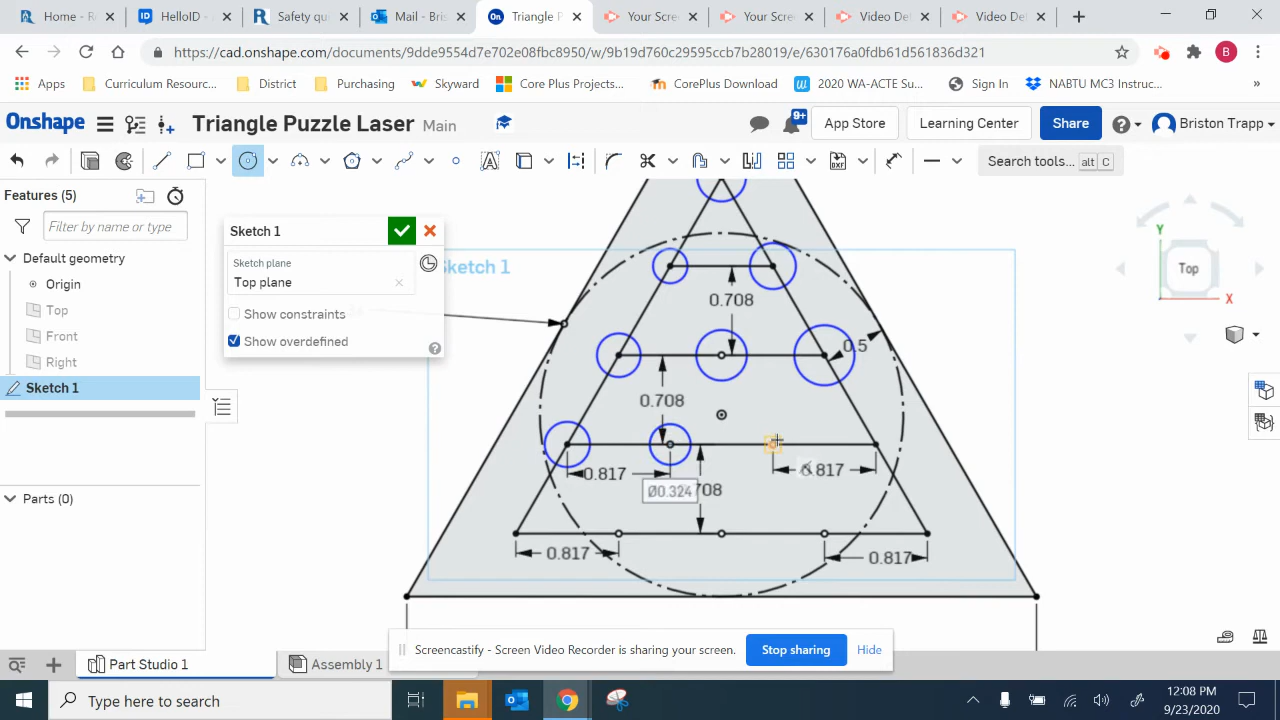 Home - R
HelloID -
Safety qu
Mail - Bris
Triangle P
Your Scre
Your Scre
Video Det
Video Det
cad.onshape.com/documents/9dde9554d7e702e08fbc8950/w/9b19d760c29595ccb7b28019/e/630176a0fdb61d561836d321
B
Apps
Curriculum Resourc...
District
Purchasing
Skyward
Core Plus Projects...
CorePlus Download
2020 WA-ACTE Su...
Sign In
NABTU MC3 Instruc...
»
Onshape
Triangle Puzzle Laser
Main
9+
App Store
Learning Center
Share
Briston Trapp
Search tools...
alt
C
Features (5)
Filter by name or type
Default geometry
Origin
Top
Front
Right
Sketch 1
Parts (0)
Sketch 1
Sketch plane
Top plane
Show constraints
Show overdefined
Sketch 1
0.708
0.5
0.708
0.817
Ø0.324
708
0.817
0.817
0.817
Y
Top
X
Part Studio 1
Assembly 1
Screencastify - Screen Video Recorder is sharing your screen.
Stop sharing
Hide
Type here to search
12:08 PM
9/23/2020